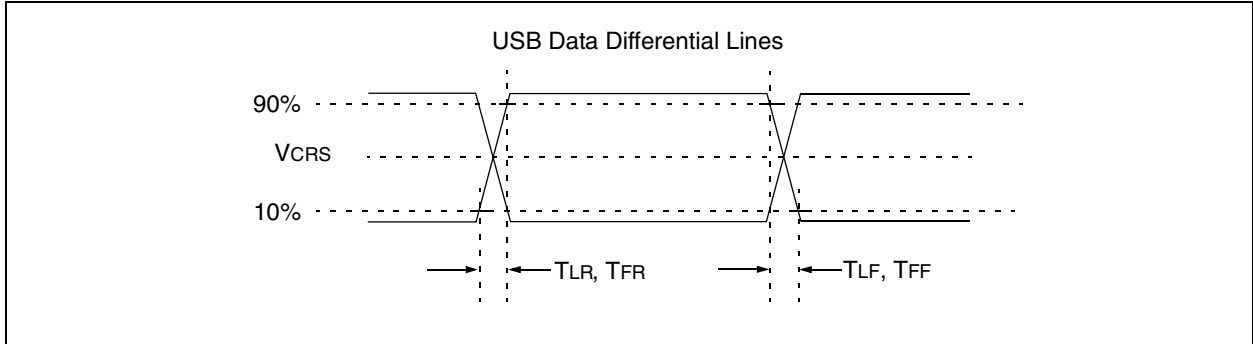 USB Data Differential Lines
90%
VCRS
10%
TLR, TFR
TLF, TFF